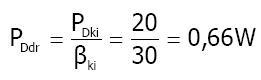 P_Ddr = P_Dki / β_ki = 20 / 30 = 0,66W